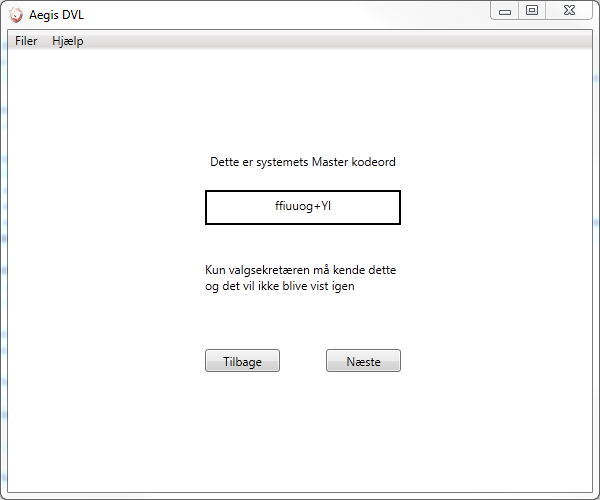 Aegis DVL
Filer Hjælp
Dette er systemets Master kodeord
ffiuuog+YI
Kun valgsekretæren må kende dette
og det vil ikke blive vist igen
Tilbage Næste